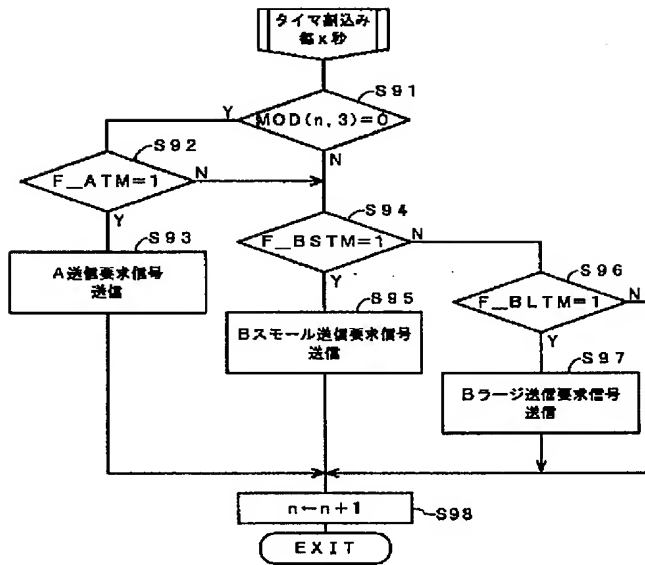 タイマ割込み
毎x秒
S91
MOD(n,3)=0
Y
N
S92
F_ATM=1
N
Y
S93
A送信要求信号
送信
S94
F_BSTM=1
N
Y
S95
Bスモール送信要求信号
送信
S96
F_BLTM=1
N
Y
S97
Bラージ送信要求信号
送信
n←n+1
S98
EXIT